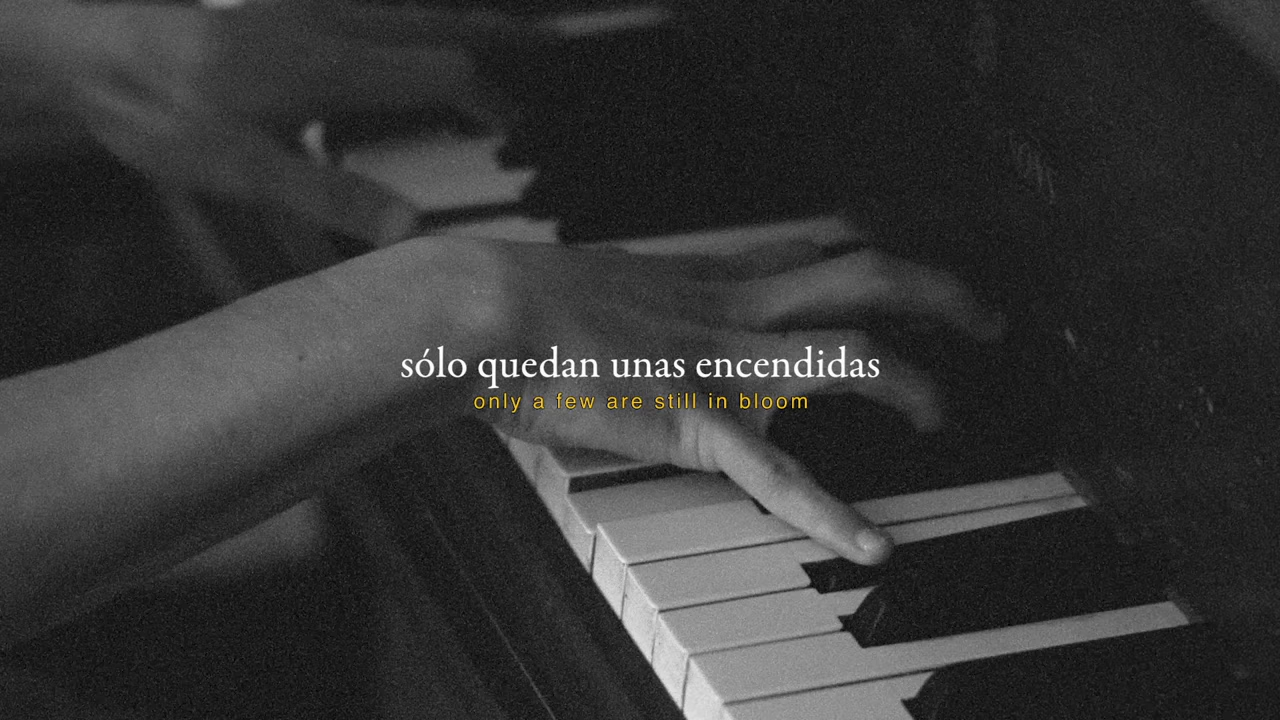 sólo quedan unas encendidas
only a few are still in bloom